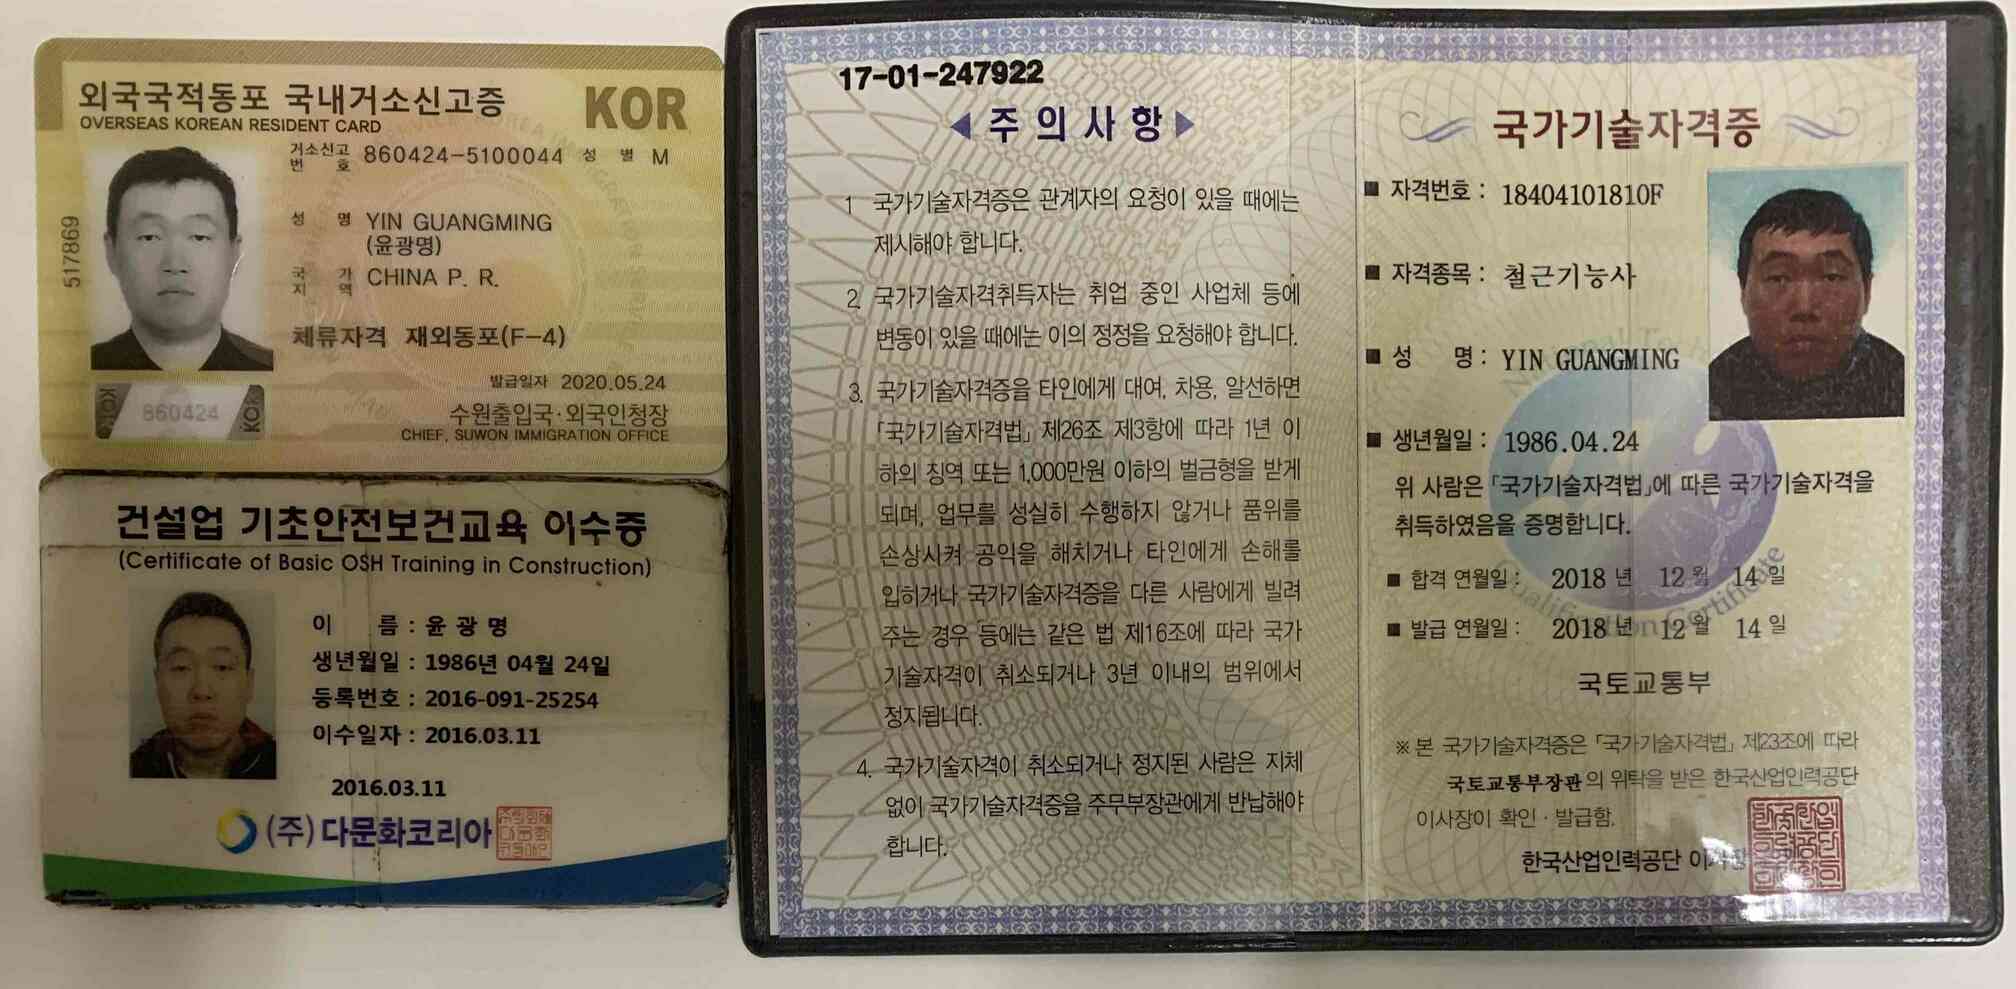 외국국적동포 국내거소신고증
KOR
OVERSEAS KOREAN RESIDENT CARD
거소신고
번 호 860424-5100044 성 별 M
성 명 YIN GUANGMING
(윤광명)
국 가
지 역 CHINA P. R.
체류자격 재외동포(F-4)
발급일자 2020.05.24
수원출입국·외국인청장
CHIEF, SUWON IMMIGRATION OFFICE
517869
KOR 860424 KOR
건설업 기초안전보건교육 이수증
(Certificate of Basic OSH Training in Construction)
이 름 : 윤 광 명
생년월일 : 1986년 04월 24일
등록번호 : 2016-091-25254
이수일자 : 2016.03.11
2016.03.11
(주) 다문화코리아
17-01-247922
◀ 주 의 사 항 ▶
1 국가기술자격증은 관계자의 요청이 있을 때에는
제시해야 합니다.
2. 국가기술자격취득자는 취업 중인 사업체 등에
변동이 있을 때에는 이의 정정을 요청해야 합니다.
3. 국가기술자격증을 타인에게 대여, 차용, 알선하면
「국가기술자격법」 제26조 제3항에 따라 1년 이
하의 징역 또는 1,000만원 이하의 벌금형을 받게
되며, 업무를 성실히 수행하지 않거나 품위를
손상시켜 공익을 해치거나 타인에게 손해를
입히거나 국가기술자격증을 다른 사람에게 빌려
주는 경우 등에는 같은 법 제16조에 따라 국가
기술자격이 취소되거나 3년 이내의 범위에서
정지됩니다.
4. 국가기술자격이 취소되거나 정지된 사람은 지체
없이 국가기술자격증을 주무부장관에게 반납해야
합니다.
국가기술자격증
■ 자격번호 : 18404101810F
■ 자격종목 : 철근기능사
■ 성 명 : YIN GUANGMING
■ 생년월일 : 1986.04.24
위 사람은 「국가기술자격법」에 따른 국가기술자격을
취득하였음을 증명합니다.
■ 합격 연월일 : 2018 년 12 월 14 일
■ 발급 연월일 : 2018 년 12 월 14 일
국토교통부
※ 본 국가기술자격증은 「국가기술자격법」 제23조에 따라
국토교통부장관의 위탁을 받은 한국산업인력공단
이사장이 확인·발급함.
한국산업인력공단 이사장